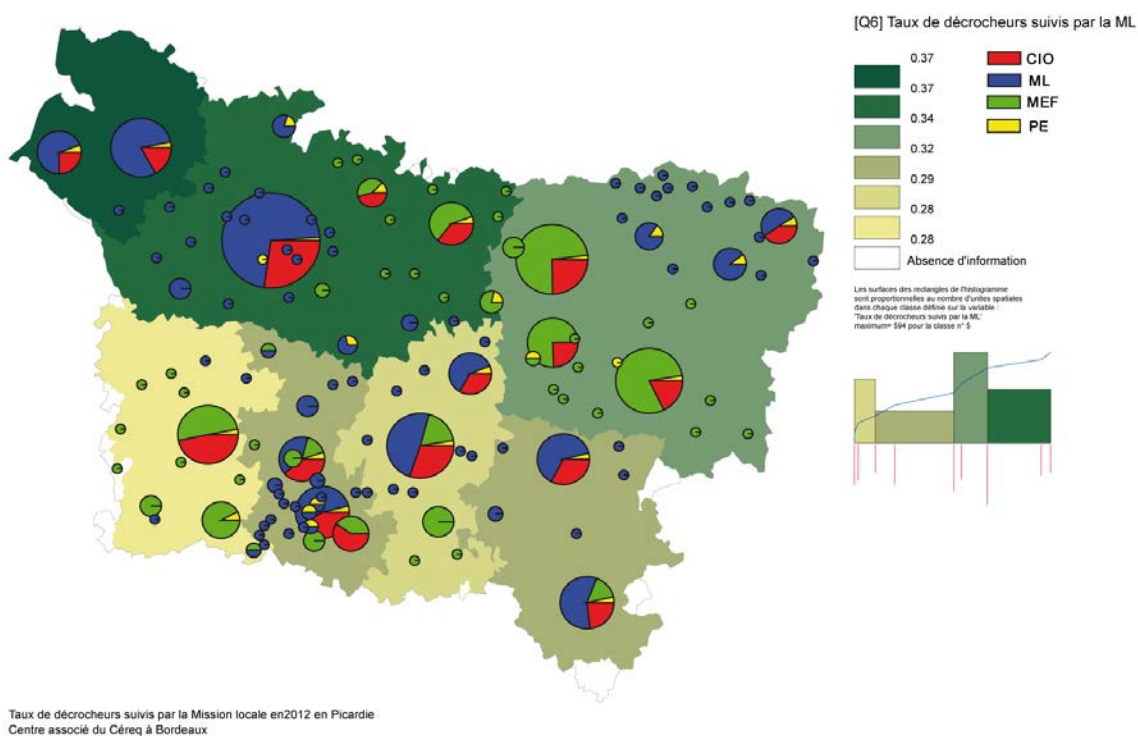 [Q6] Taux de décrocheurs suivis par la ML
0.37
0.37
0.34
0.32
0.29
0.28
0.28
Absence d'information
CIO
ML
MEF
PE
Les surfaces des rectangles de l'histogramme
sont proportionnelles au nombre d'unités spatiales
dans chaque classe définie sur la variable :
'Taux de décrocheurs suivis par la ML'
maximum= 594 pour la classe n° 5
Taux de décrocheurs suivis par la Mission locale en2012 en Picardie
Centre associé du Céreq à Bordeaux